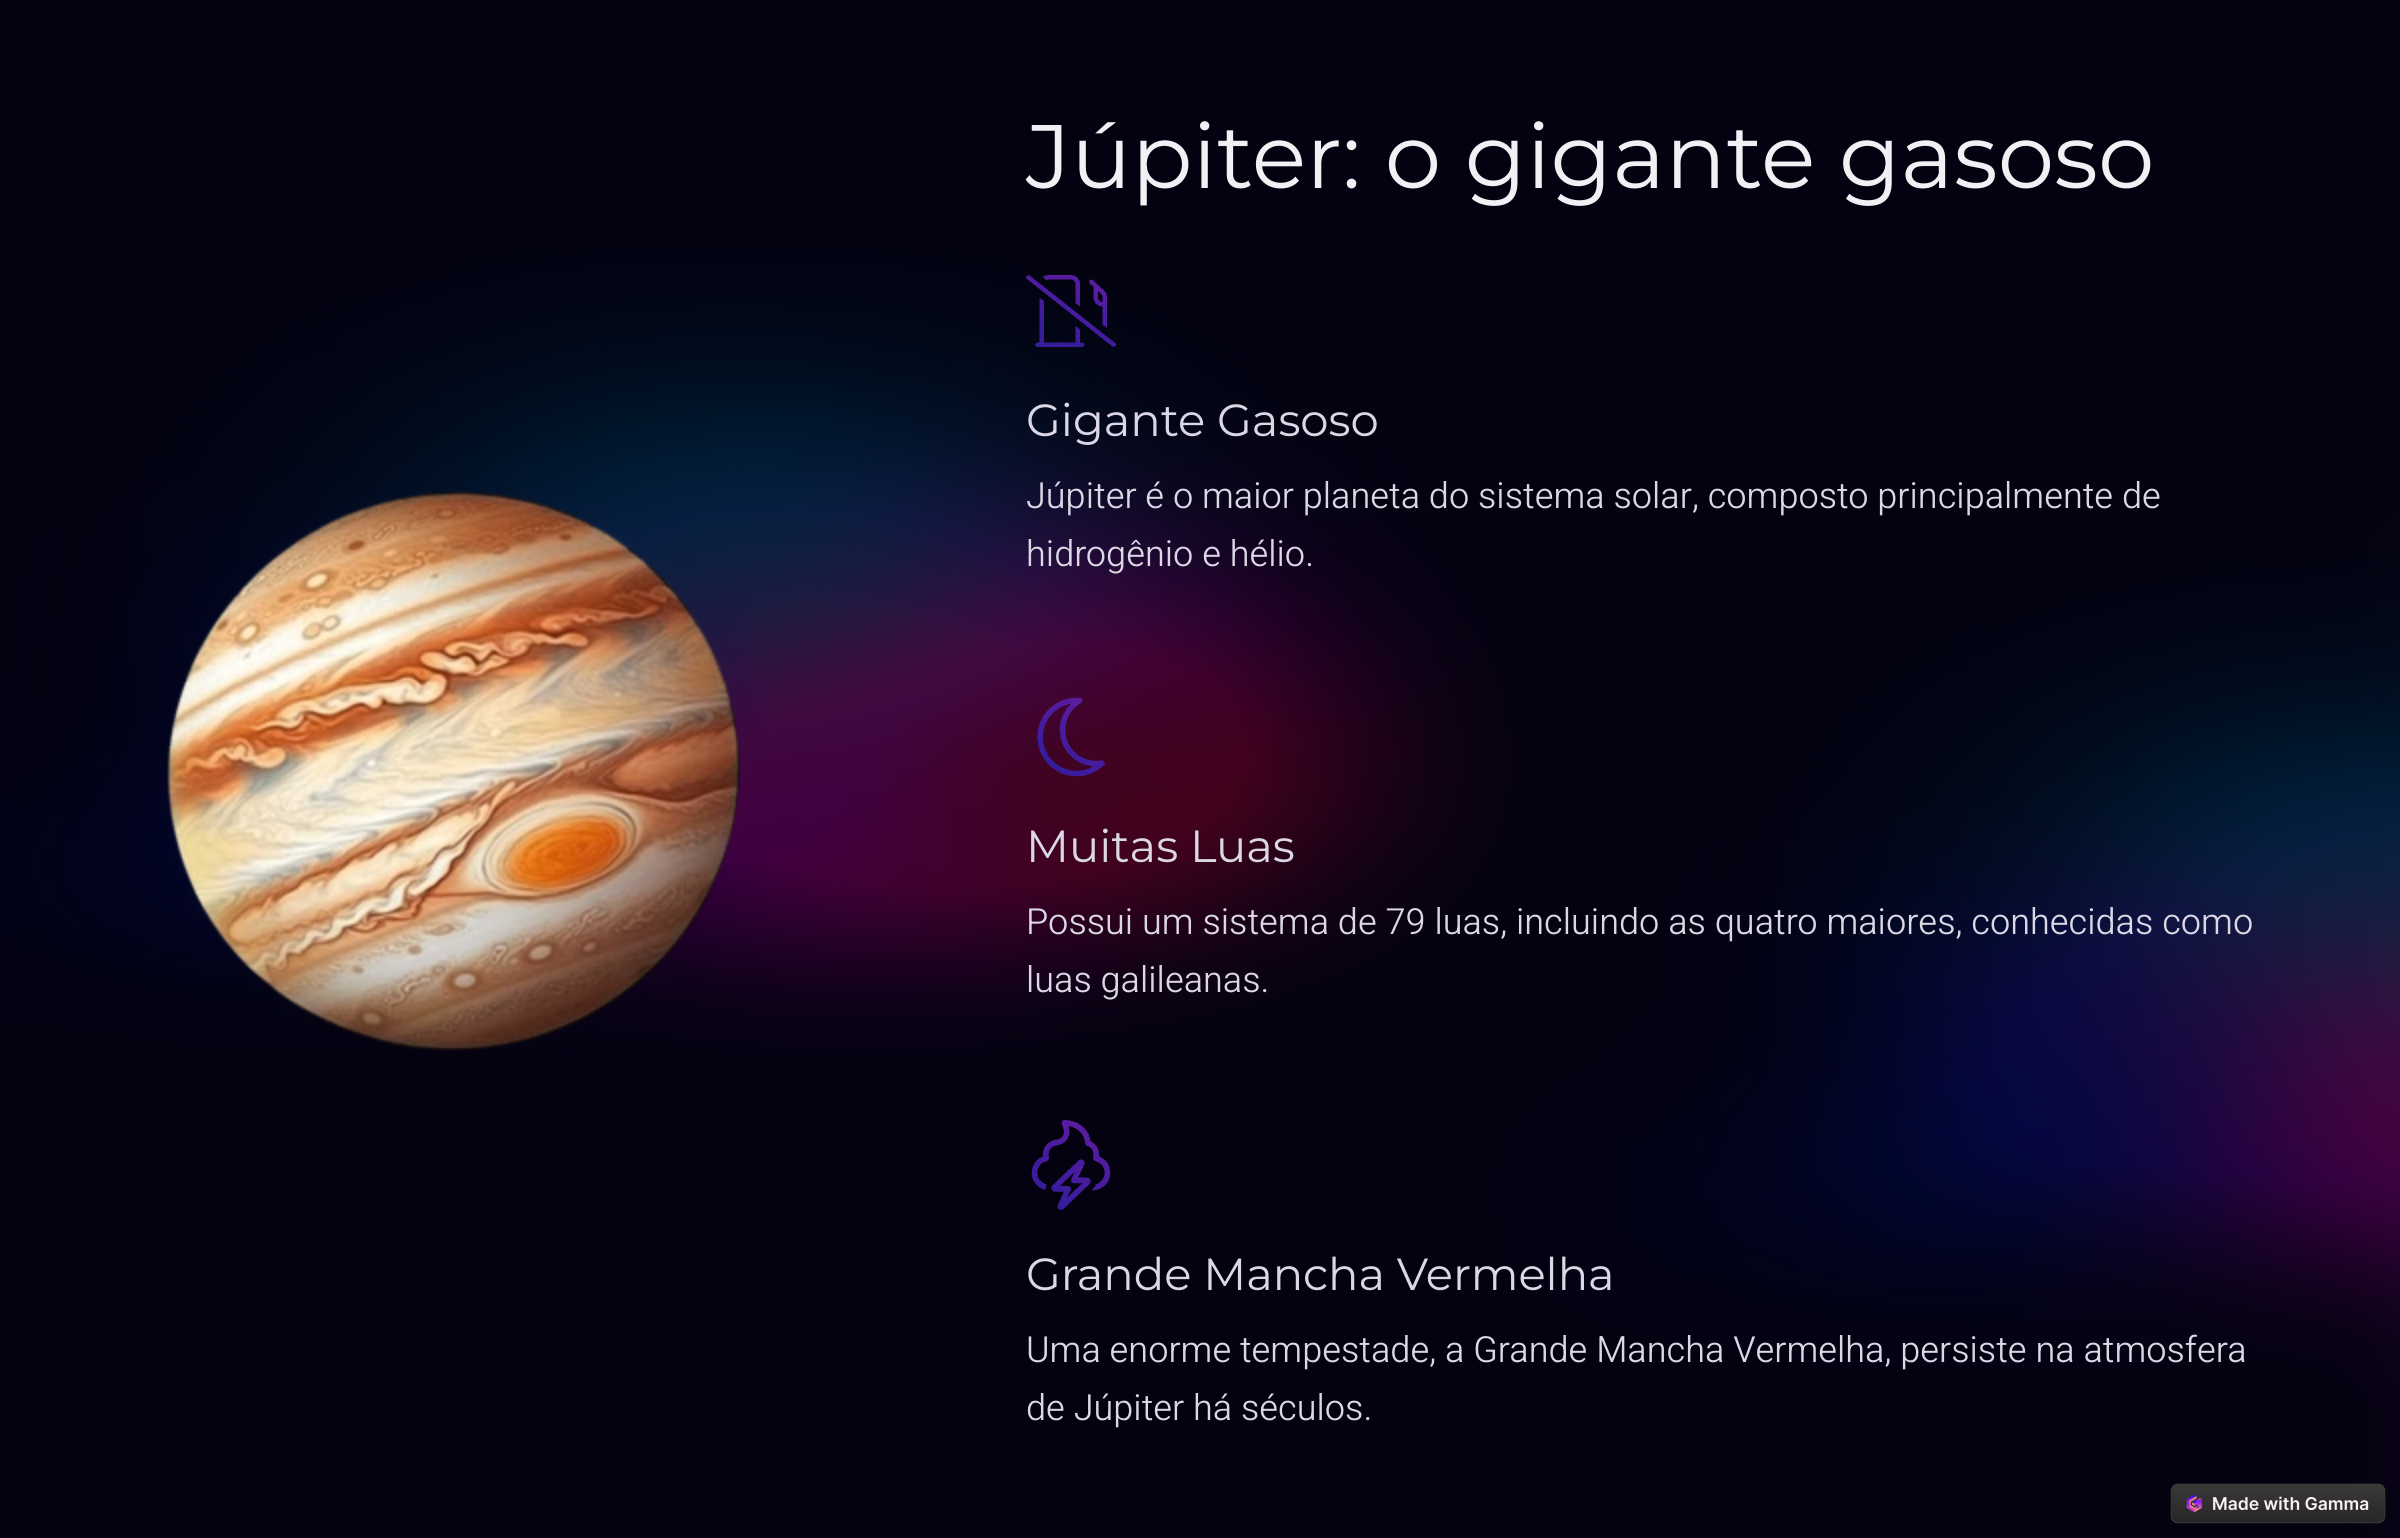 Júpiter: o gigante gasoso
Gigante Gasoso
Júpiter é o maior planeta do sistema solar, composto principalmente de
hidrogênio e hélio.
Muitas Luas
Possui um sistema de 79 luas, incluindo as quatro maiores, conhecidas como
luas galileanas.
Grande Mancha Vermelha
Uma enorme tempestade, a Grande Mancha Vermelha, persiste na atmosfera
de Júpiter há séculos.
Made with Gamma